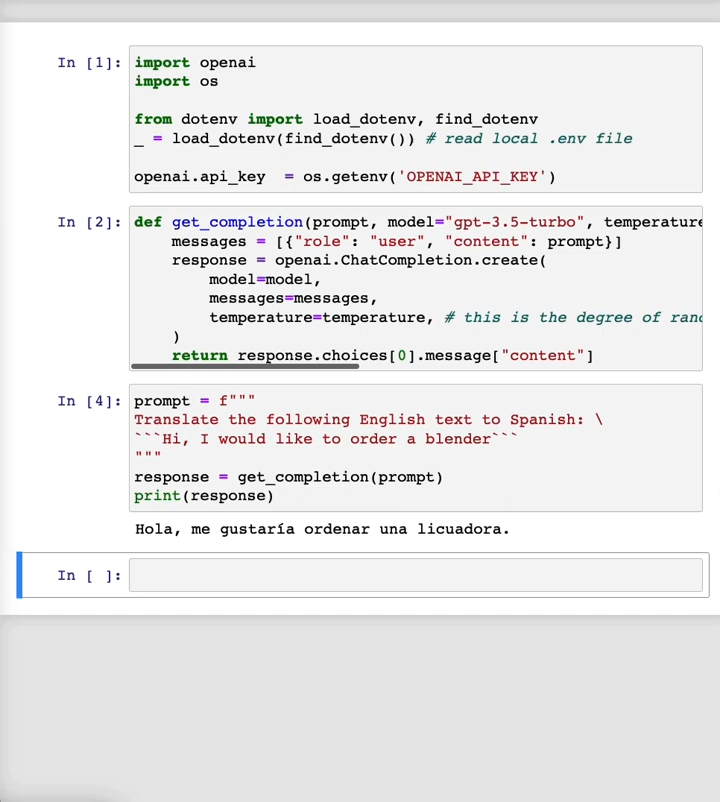 In [1]:
import openai
import os
from dotenv import load_dotenv, find_dotenv
_ = load_dotenv(find_dotenv()) # read local .env file
openai.api_key  = os.getenv('OPENAI_API_KEY')
In [2]:
def get_completion(prompt, model="gpt-3.5-turbo", temperature
    messages = [{"role": "user", "content": prompt}]
    response = openai.ChatCompletion.create(
        model=model,
        messages=messages,
        temperature=temperature, # this is the degree of
    )
    return response.choices[0].message["content"]
In [4]:
prompt = f"""
Translate the following English text to Spanish: \
```Hi, I would like to order a blender```
"""
response = get_completion(prompt)
print(response)
Hola, me gustaría ordenar una licuadora.
In [ ]: